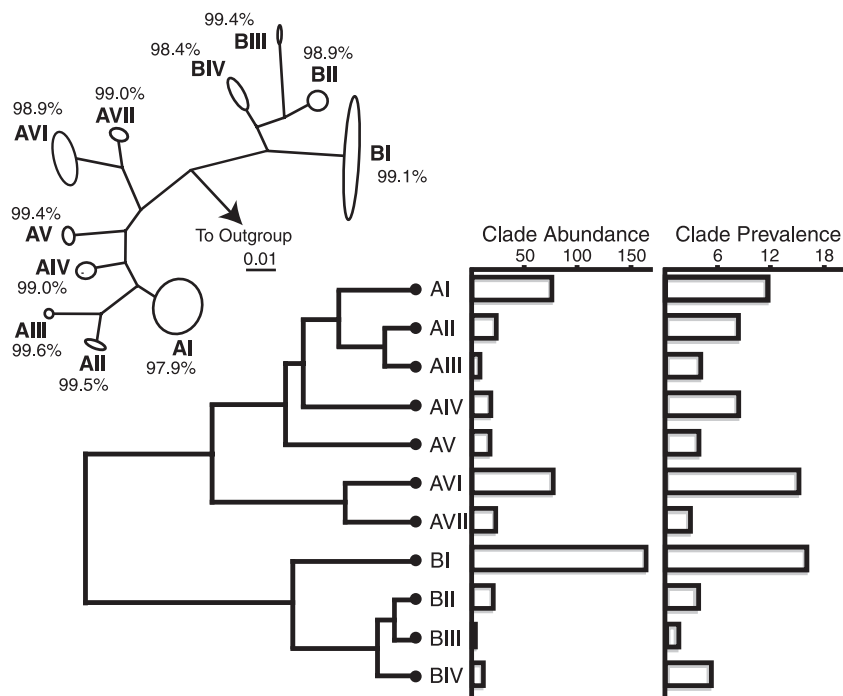 99.4%
BIII
98.4%
BIV
98.9%
BII
99.0%
AVII
98.9%
AVI
BI
99.1%
99.4%
AV
To Outgroup
0.01
AIV
99.0%
AIII
99.6%
AII
99.5%
AI
97.9%
Clade Abundance
50 100 150
Clade Prevalence
6 12 18
AI
AII
AIII
AIV
AV
AVI
AVII
BI
BII
BIII
BIV